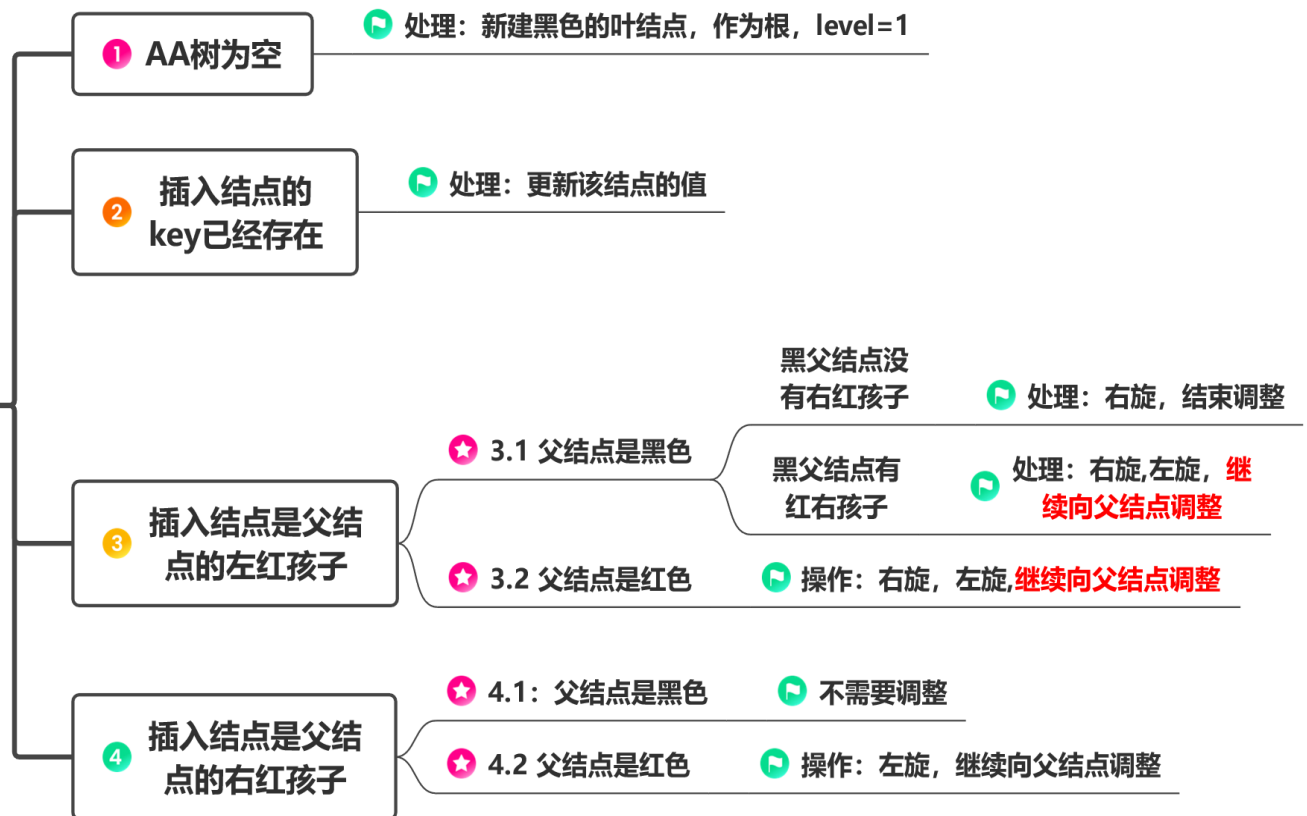 1 AA树为空
处理：新建黑色的叶结点，作为根，level=1
2 插入结点的
key已经存在
处理：更新该结点的值
3 插入结点是父结
点的左红孩子
3.1 父结点是黑色
黑父结点没
有右红孩子
处理：右旋，结束调整
黑父结点有
红右孩子
处理：右旋,左旋，继
续向父结点调整
3.2 父结点是红色
操作：右旋，左旋,继续向父结点调整
4 插入结点是父结
点的右红孩子
4.1：父结点是黑色
不需要调整
4.2 父结点是红色
操作：左旋，继续向父结点调整